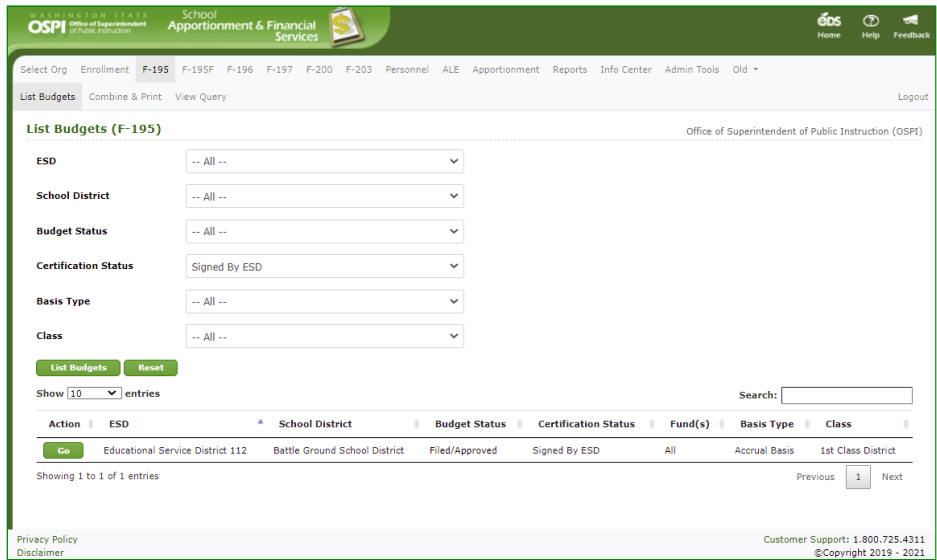 WASHINGTON STATE
OSPI Office of Superintendent of Public Instruction
School
Apportionment & Financial
Services
eds
Home Help Feedback
Select Org Enrollment F-195 F-195F F-196 F-197 F-200 F-203 Personnel ALE Apportionment Reports Info Center Admin Tools Old
List Budgets Combine & Print View Query Logout
List Budgets (F-195) Office of Superintendent of Public Instruction (OSPI)
ESD -- All --
School District -- All --
Budget Status -- All --
Certification Status Signed By ESD
Basis Type -- All --
Class -- All --
List Budgets Reset
Show 10 entries Search:
Action ESD School District Budget Status Certification Status Fund(s) Basis Type Class
Go Educational Service District 112 Battle Ground School District Filed/Approved Signed By ESD All Accrual Basis 1st Class District
Showing 1 to 1 of 1 entries Previous 1 Next
Privacy Policy Customer Support: 1.800.725.4311
Disclaimer ©Copyright 2019 - 2021